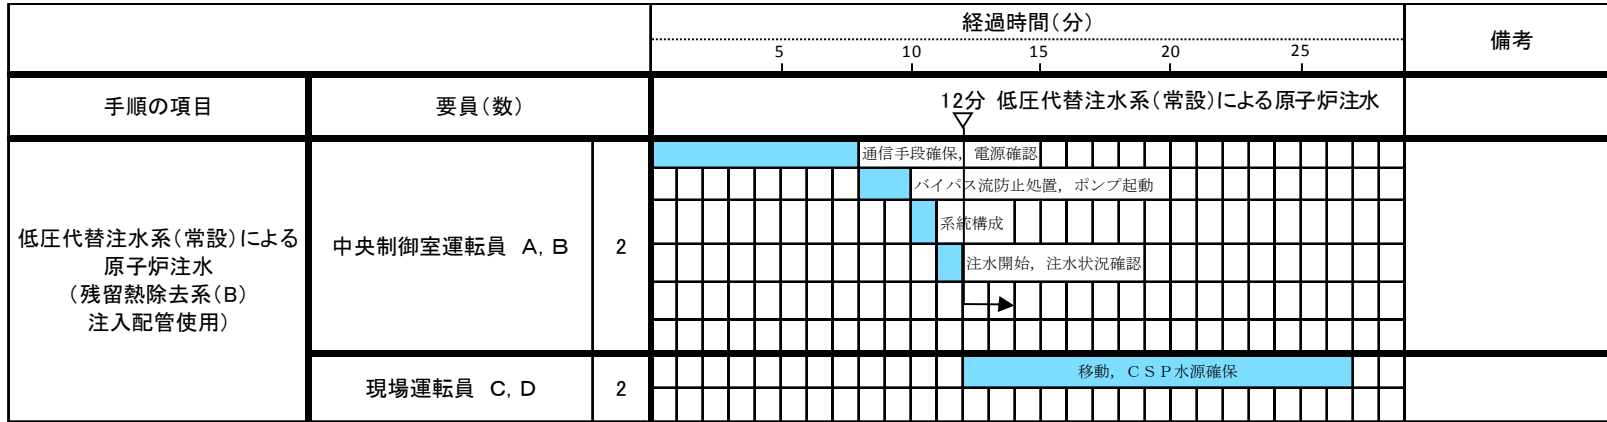 経過時間(分)
備考
5 10 15 20 25
手順の項目 要員(数)
12分 低圧代替注水系(常設)による原子炉注水
通信手段確保，電源確認
バイパス流防止処置，ポンプ起動
系統構成
注水開始，注水状況確認
低圧代替注水系(常設)による
原子炉注水
(残留熱除去系(B)
注入配管使用)
中央制御室運転員 A，B 2
現場運転員 C，D 2
移動，ＣＳＰ水源確保